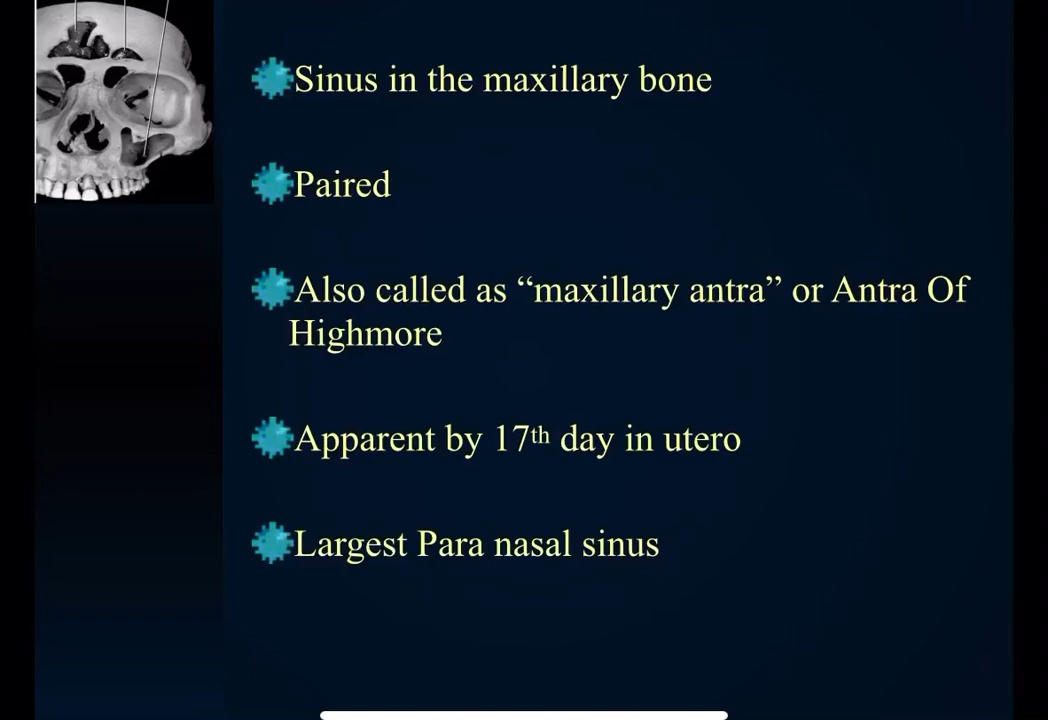 Sinus in the maxillary bone
Paired
Also called as “maxillary antra” or Antra Of
Highmore
Apparent by 17th day in utero
Largest Para nasal sinus